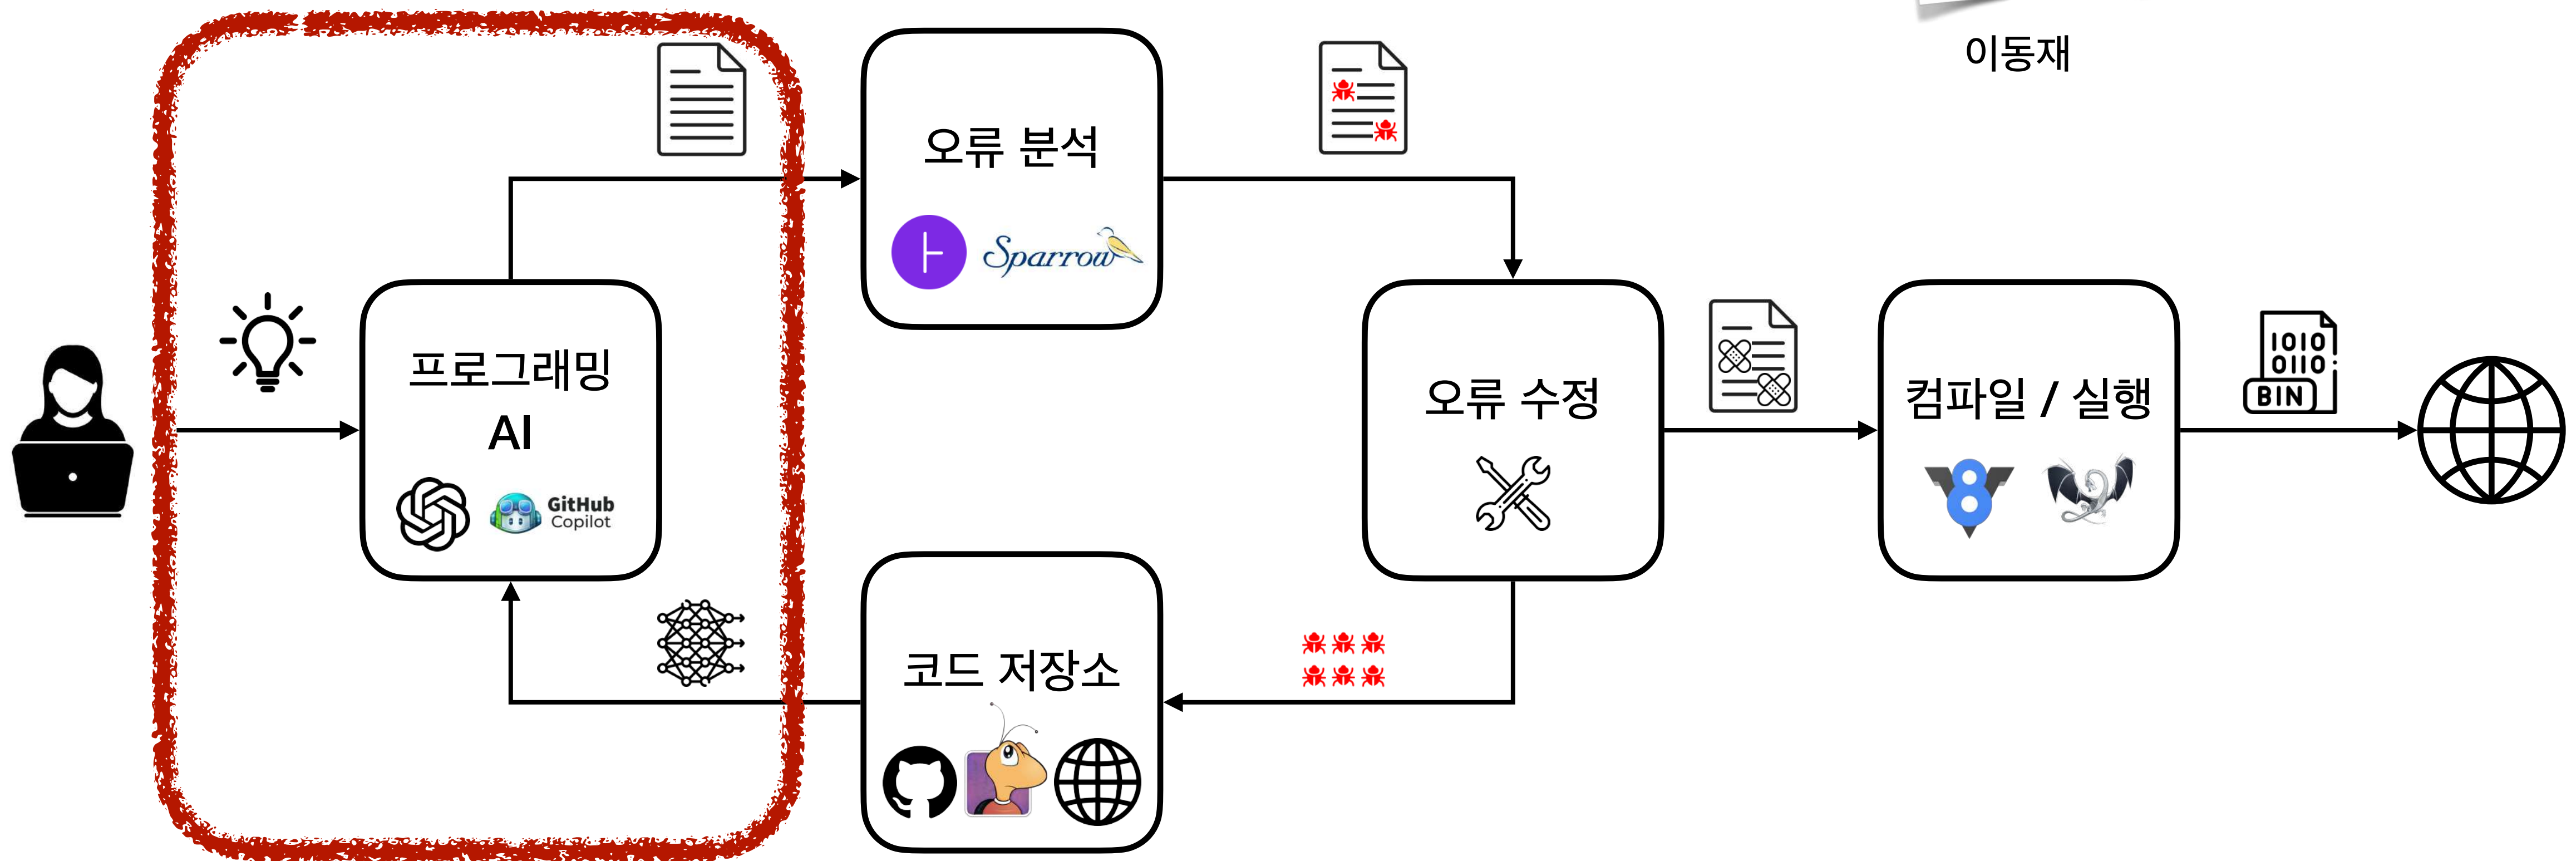 이동재
오류 분석
Sparrow
프로그래밍
AI
GitHub
Copilot
오류 수정
컴파일 / 실행
8
1010
0110
BIN
코드 저장소